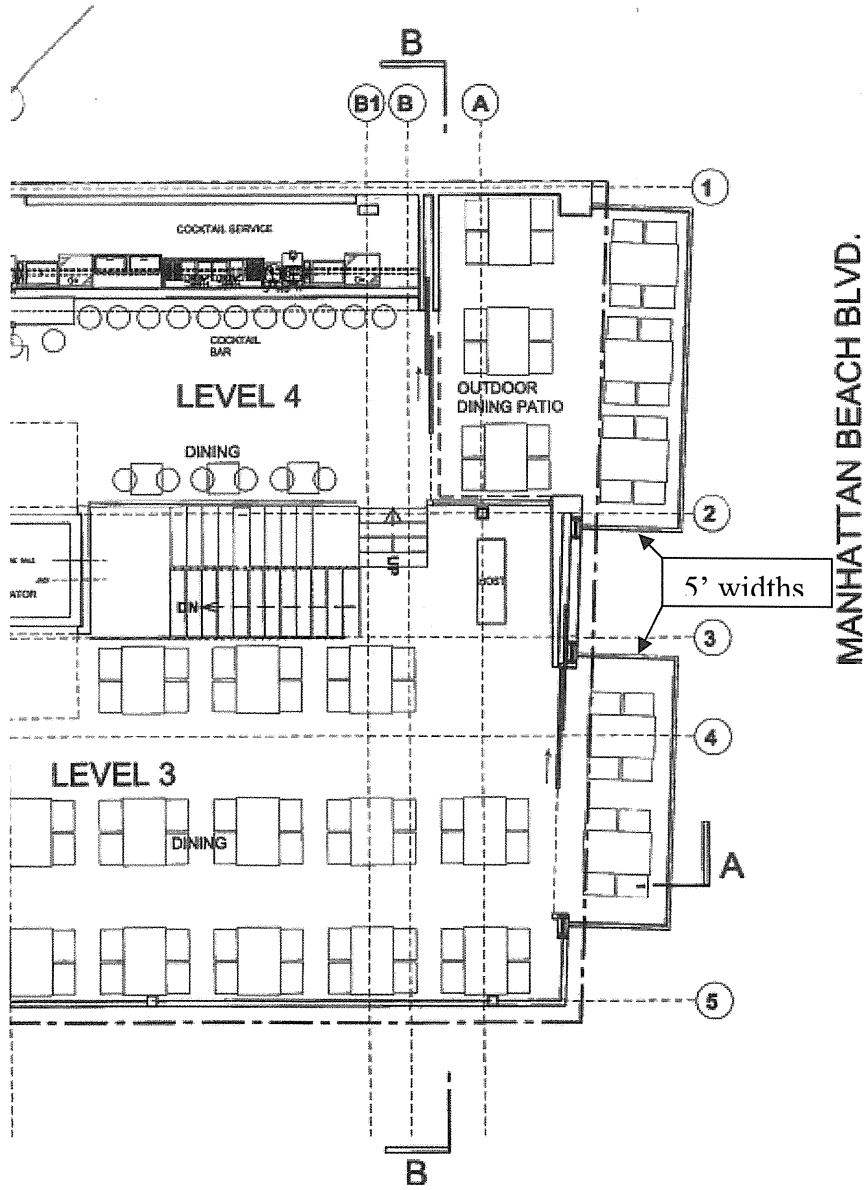 B
B1
B
A
1
COCKTAIL SERVICE
COCKTAIL
BAR
LEVEL 4
OUTDOOR
DINING PATIO
DINING
2
UP
HOST
5' widths
DN
3
4
LEVEL 3
DINING
A
5
B
MANHATTAN BEACH BLVD.